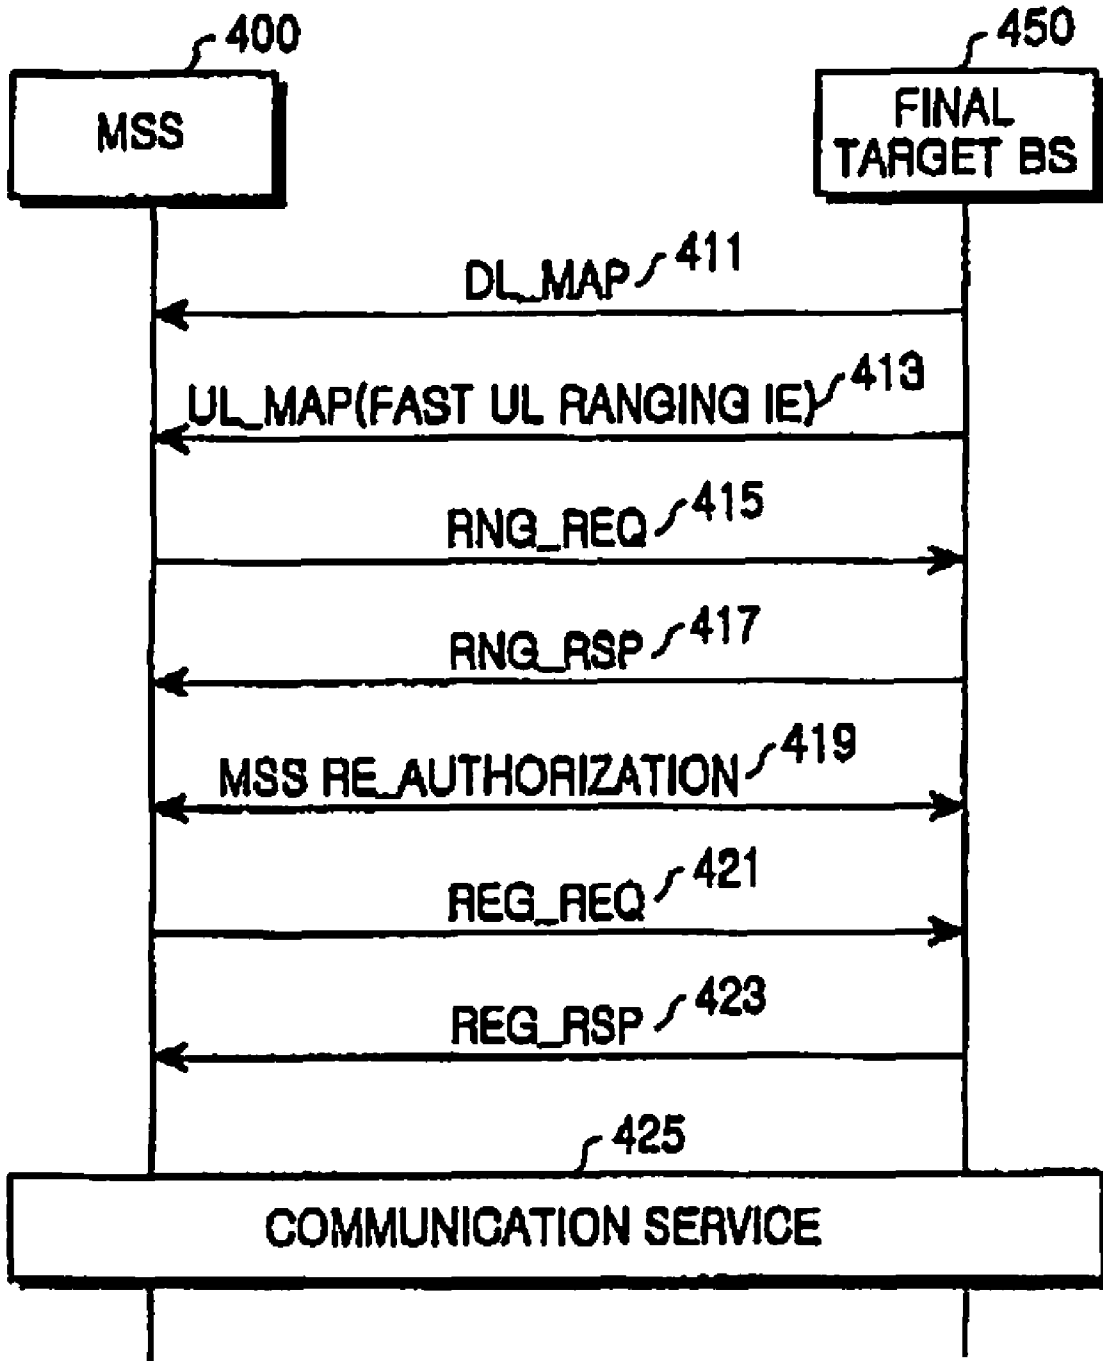 400
450
MSS
FINAL
TARGET BS
DL_MAP 411
UL_MAP(FAST UL RANGING IE) 413
RNG_REQ 415
RNG_RSP 417
MSS RE_AUTHORIZATION 419
REG_REQ 421
REG_RSP 423
425
COMMUNICATION SERVICE